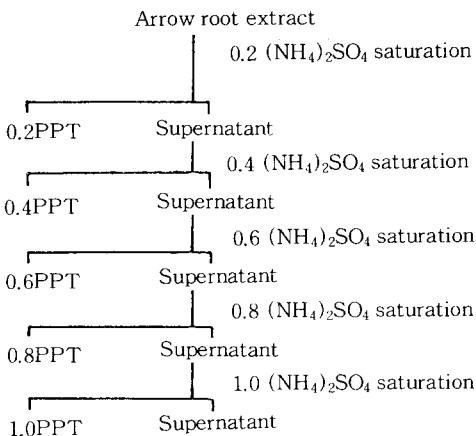 Arrow root extract
0.2 (NH₄)₂SO₄ saturation
0.2PPT Supernatant
0.4 (NH₄)₂SO₄ saturation
0.4PPT Supernatant
0.6 (NH₄)₂SO₄ saturation
0.6PPT Supernatant
0.8 (NH₄)₂SO₄ saturation
0.8PPT Supernatant
1.0 (NH₄)₂SO₄ saturation
1.0PPT Supernatant